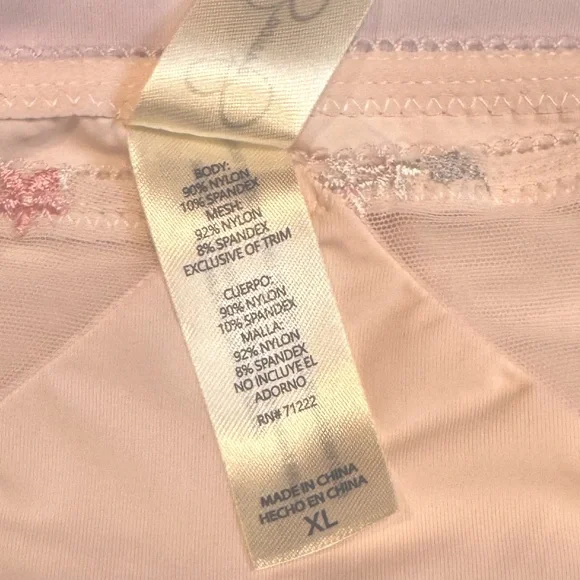 BODY:
90% NYLON
10% SPANDEX
MESH:
92% NYLON
8% SPANDEX
EXCLUSIVE OF TRIM
CUERPO:
90% NYLON
10% SPANDEX
MALLA:
92% NYLON
8% SPANDEX
NO INCLUYE EL
ADORNO
RN# 71222
MADE IN CHINA
HECHO EN CHINA
XL